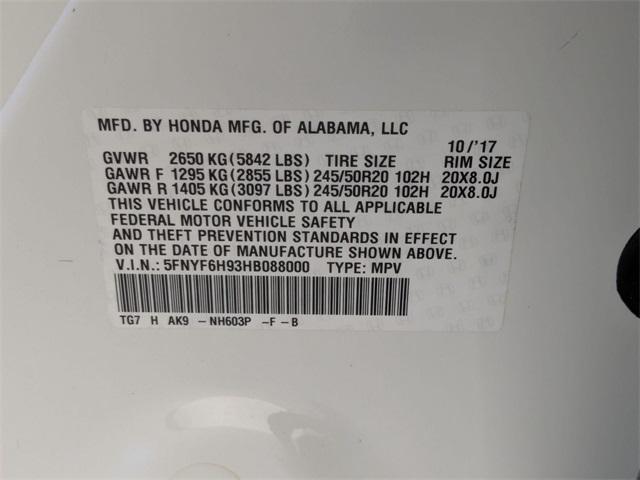 MFD. BY HONDA MFG. OF ALABAMA, LLC
10/'17
GVWR 2650 KG(5842 LBS) TIRE SIZE RIM SIZE
GAWR F 1295 KG(2855 LBS)245/50R20 102H 20X8.0J
GAWR R 1405 KG(3097 LBS)245/50R20 102H 20X8.0J
THIS VEHICLE CONFORMS TO ALL APPLICABLE
FEDERAL MOTOR VEHICLE SAFETY
AND THEFT PREVENTION STANDARDS IN EFFECT
ON THE DATE OF MANUFACTURE SHOWN ABOVE.
V.I.N.: 5FNYF6H93HB088000 TYPE: MPV
TG7 H AK9 -NH603P -F-B